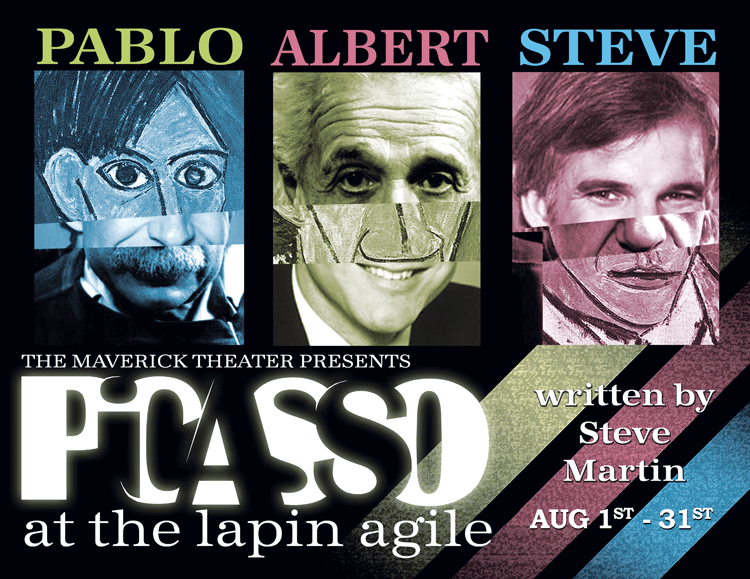 PABLO ALBERT STEVE
THE MAVERICK THEATER PRESENTS
PiCASSO
at the lapin agile
written by
Steve
Martin
AUG 1ST - 31ST